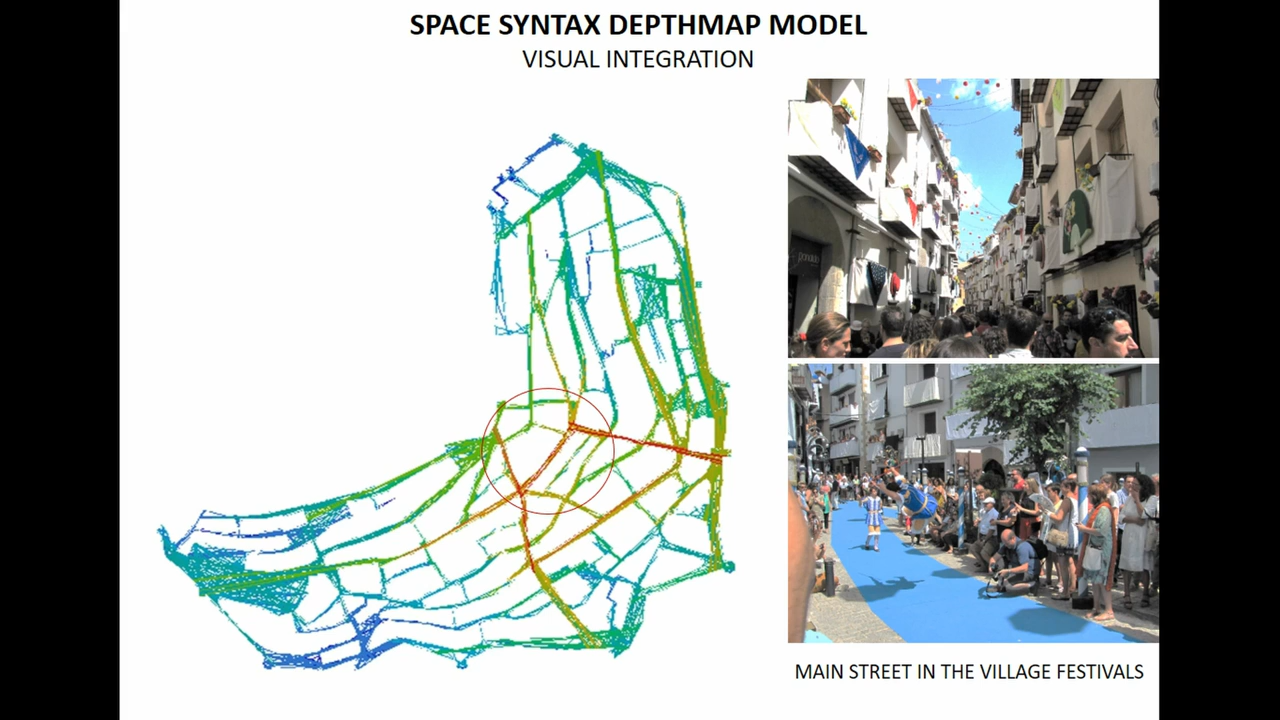 SPACE SYNTAX DEPTHMAP MODEL
VISUAL INTEGRATION
MAIN STREET IN THE VILLAGE FESTIVALS